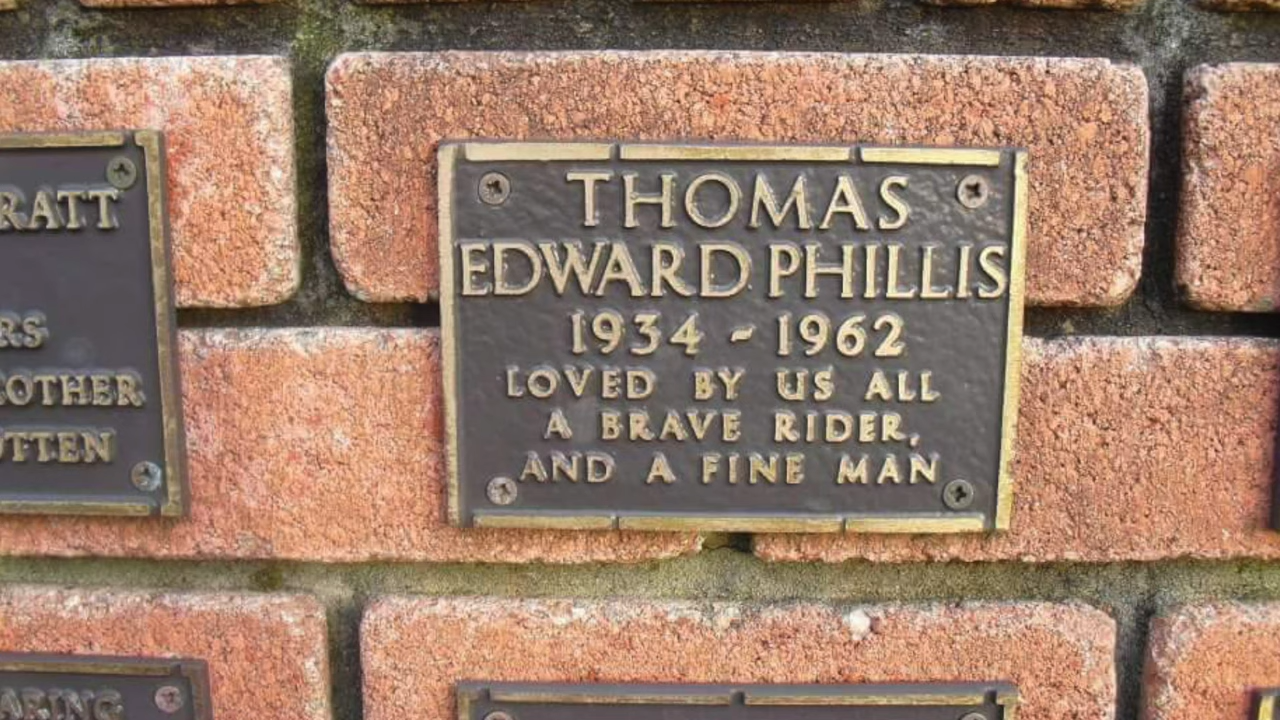 THOMAS
EDWARD PHILLIS
1934 - 1962
LOVED BY US ALL
A BRAVE RIDER,
AND A FINE MAN